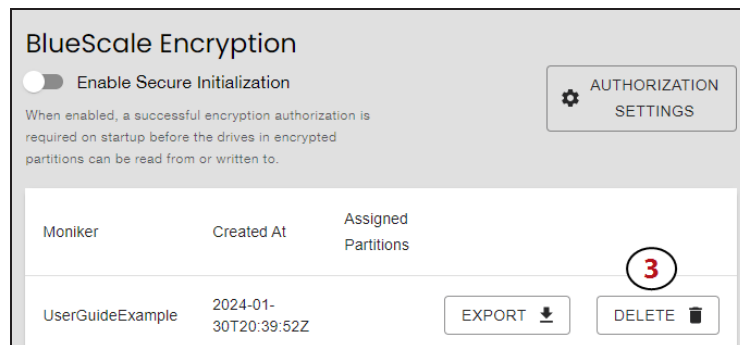 BlueScale Encryption
Enable Secure Initialization
When enabled, a successful encryption authorization is
required on startup before the drives in encrypted
partitions can be read from or written to.
AUTHORIZATION
SETTINGS
Moniker
Created At
Assigned
Partitions
3
UserGuideExample
2024-01-
30T20:39:52Z
EXPORT
DELETE